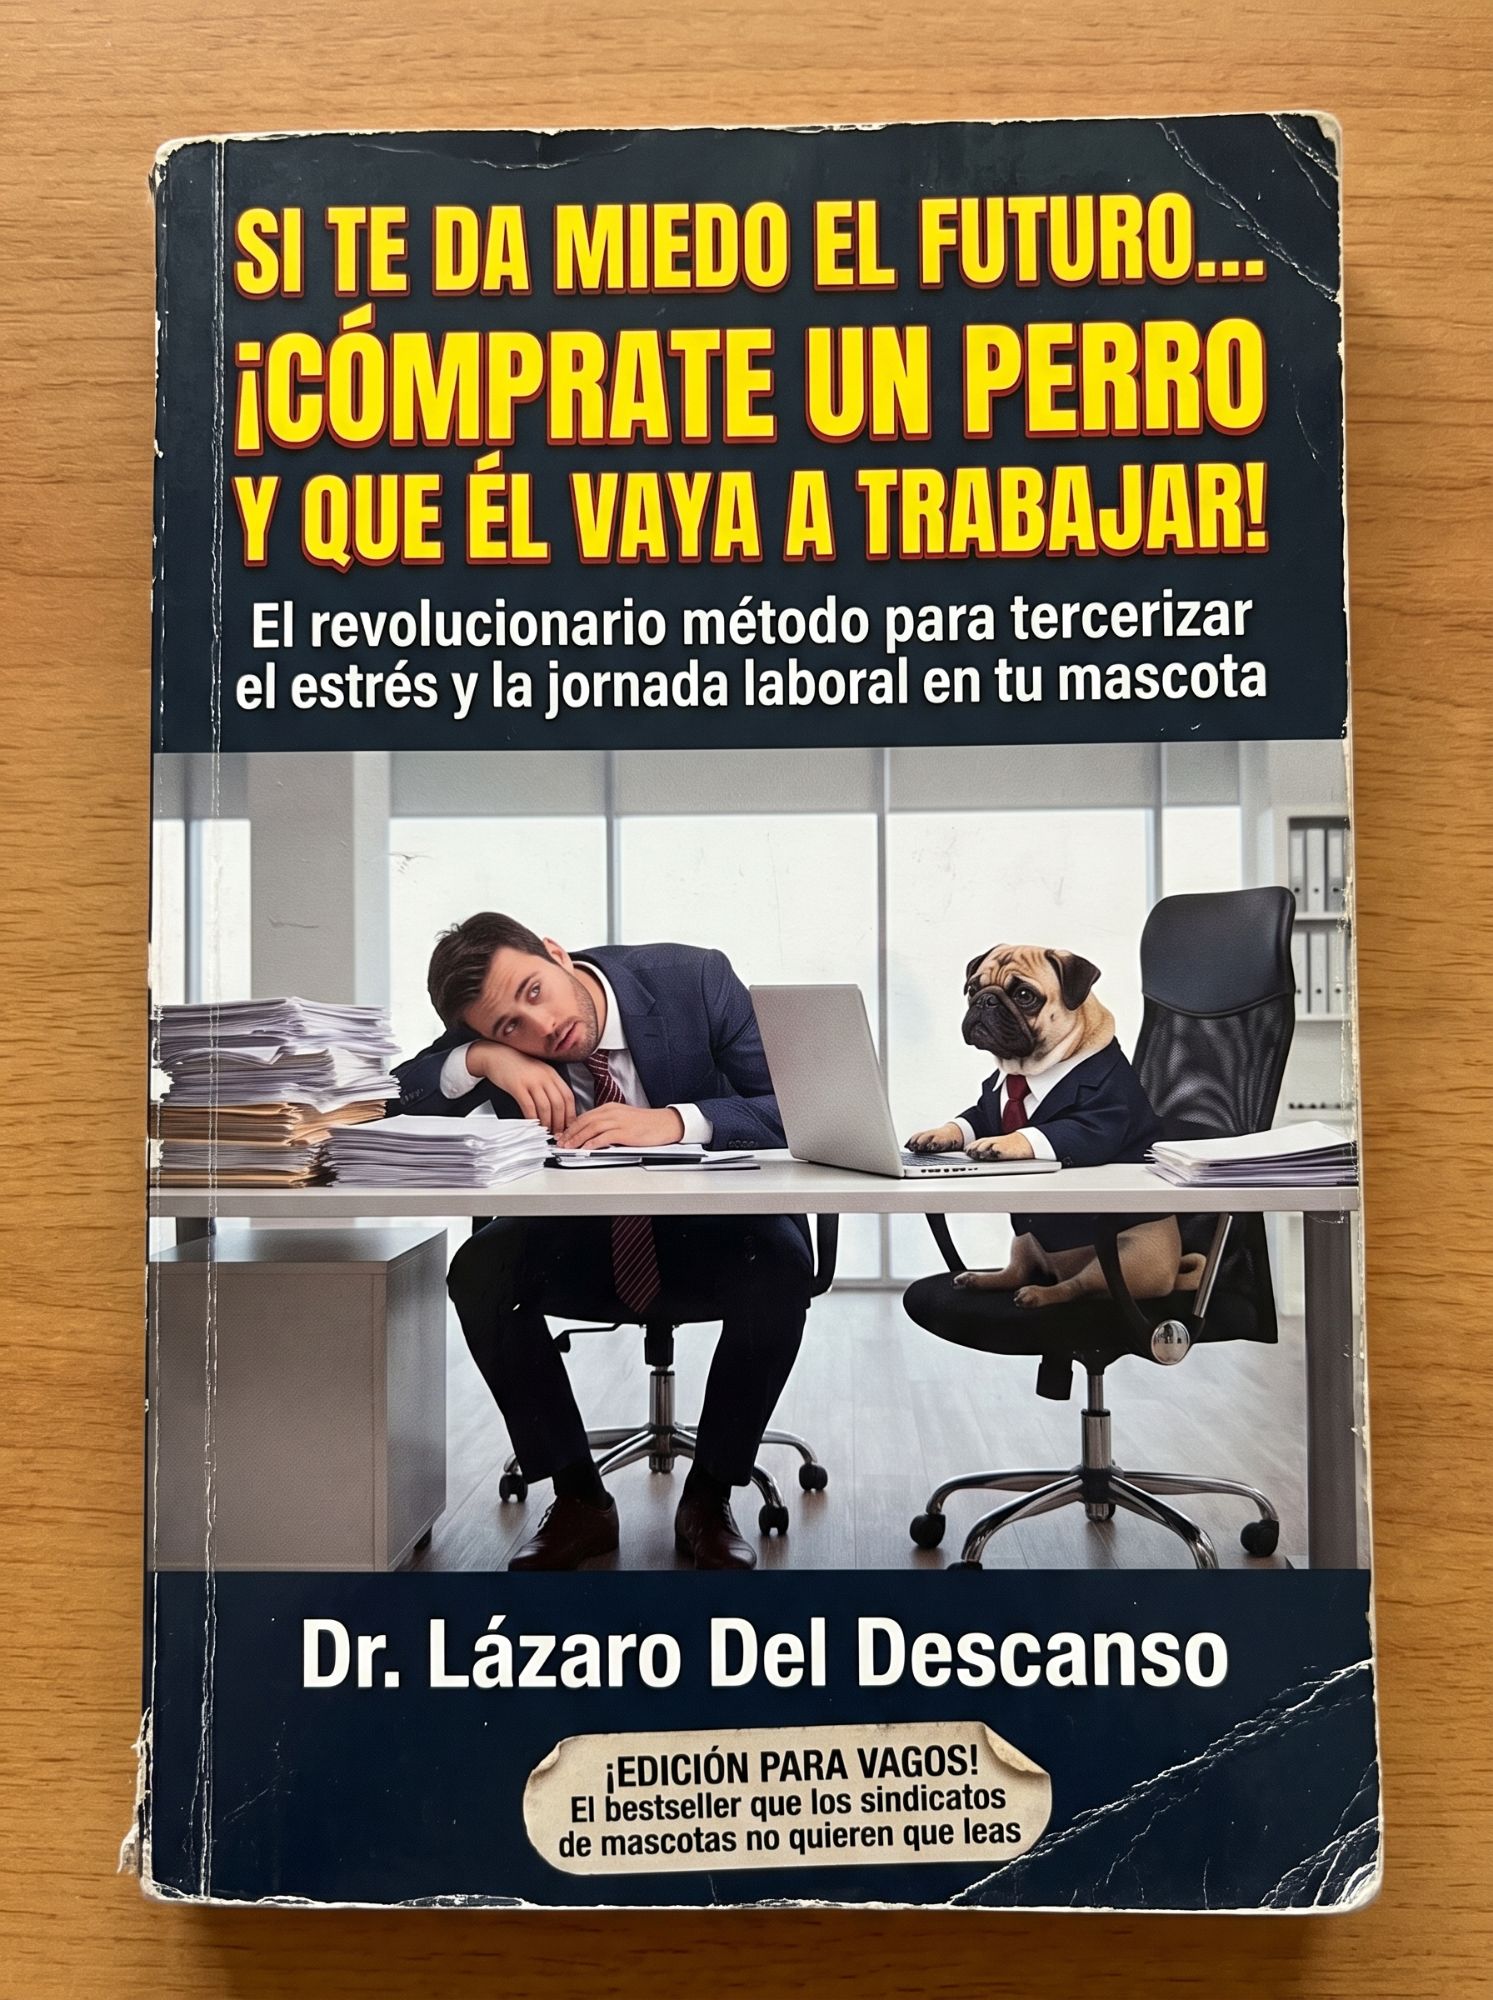 SI TE DA MIEDO EL FUTURO...
¡CÓMPRATE UN PERRO
Y QUE ÉL VAYA A TRABAJAR!
El revolucionario método para tercerizar
el estrés y la jornada laboral en tu mascota
Dr. Lázaro Del Descanso
¡EDICIÓN PARA VAGOS!
El bestseller que los sindicatos
de mascotas no quieren que leas